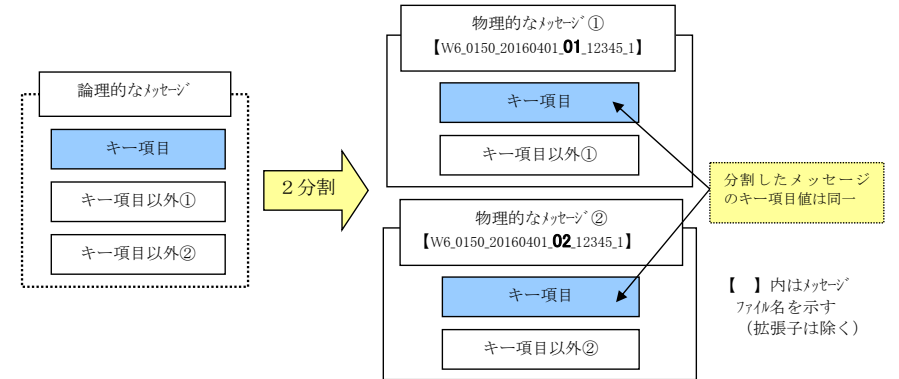 論理的なﾒｯｾｰｼﾞ
キー項目
キー項目以外①
キー項目以外②
２分割
物理的なﾒｯｾｰｼﾞ①
【W6_0150_20160401_01_12345_1】
キー項目
キー項目以外①
物理的なﾒｯｾｰｼﾞ②
【W6_0150_20160401_02_12345_1】
キー項目
キー項目以外②
分割したメッセージ
のキー項目値は同一
【　】内はﾒｯｾｰｼﾞ
ﾌｧｲﾙ名を示す
（拡張子は除く）